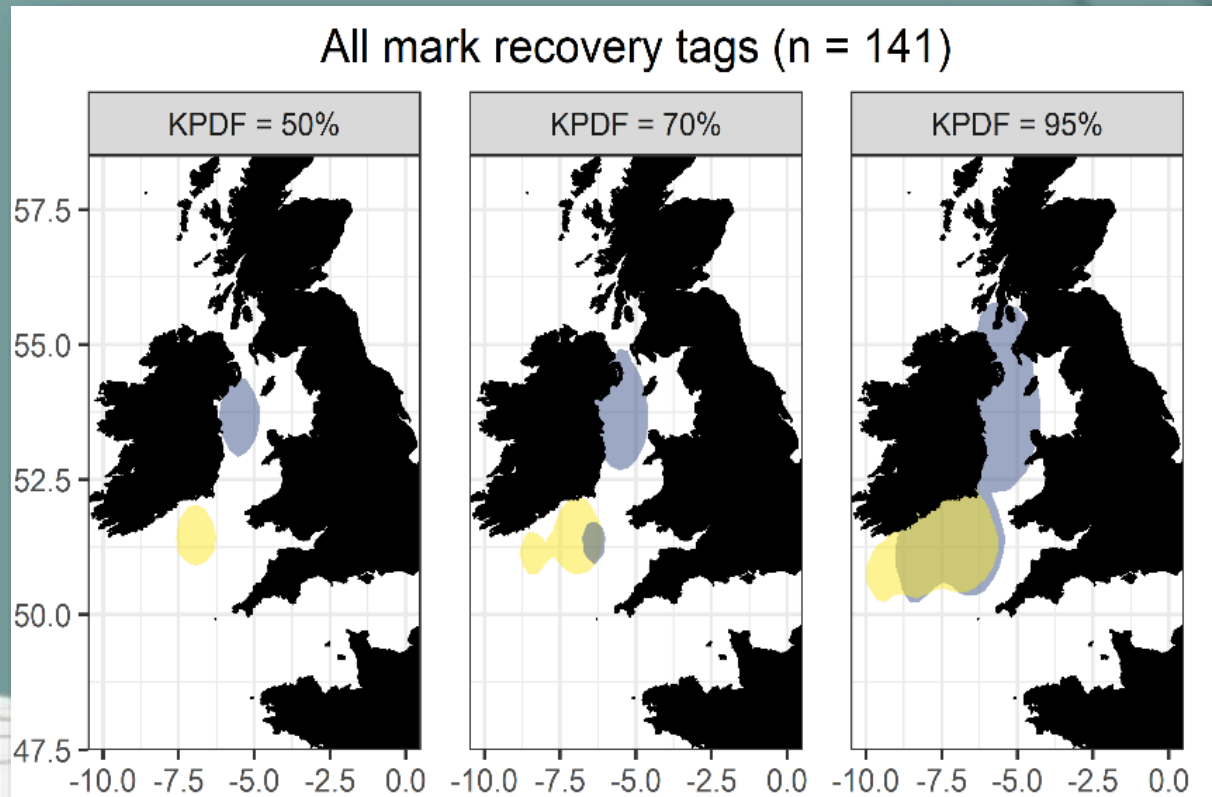 All mark recovery tags (n = 141)
KPDF = 50% KPDF = 70% KPDF = 95%
57.5
55.0
52.5
50.0
47.5
-10.0 -7.5 -5.0 -2.5 0.0 -10.0 -7.5 -5.0 -2.5 0.0 -10.0 -7.5 -5.0 -2.5 0.0